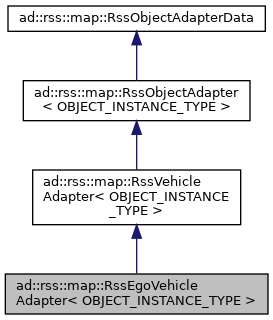 ad::rss::map::RssObjectAdapterData
ad::rss::map::RssObjectAdapter
< OBJECT_INSTANCE_TYPE >
ad::rss::map::RssVehicle
Adapter< OBJECT_INSTANCE
_TYPE >
ad::rss::map::RssEgoVehicle
Adapter< OBJECT_INSTANCE_TYPE >